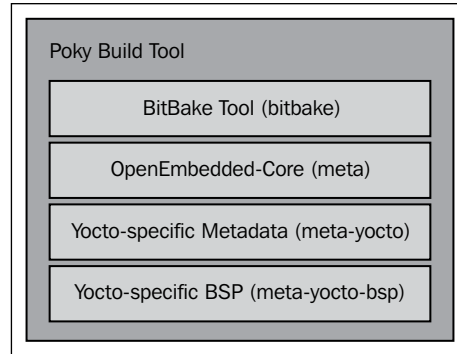 Poky Build Tool
BitBake Tool (bitbake)
OpenEmbedded-Core (meta)
Yocto-specific Metadata (meta-yocto)
Yocto-specific BSP (meta-yocto-bsp)